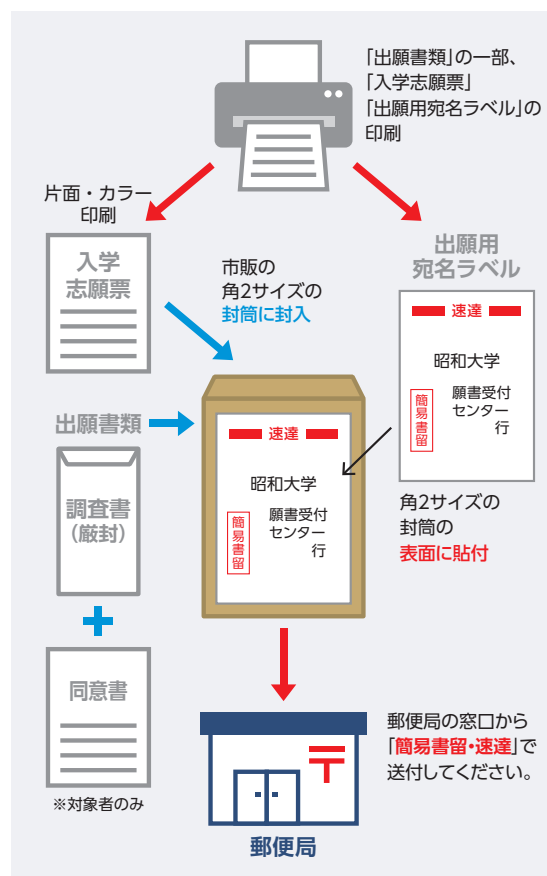 「出願書類」の一部、
「入学志願票」
「出願用宛名ラベル」の
印刷
片面・カラー
印刷
入学
志願票
市販の
角2サイズの
封筒に封入
出願用
宛名ラベル
速達
昭和大学
簡易書留
願書受付
センター
行
出願書類
調査書
（厳封）
速達
昭和大学
簡易書留
願書受付
センター
行
角2サイズの
封筒の
表面に貼付
同意書
※対象者のみ
郵便局の窓口から
「簡易書留・速達」で
送付してください。
郵便局